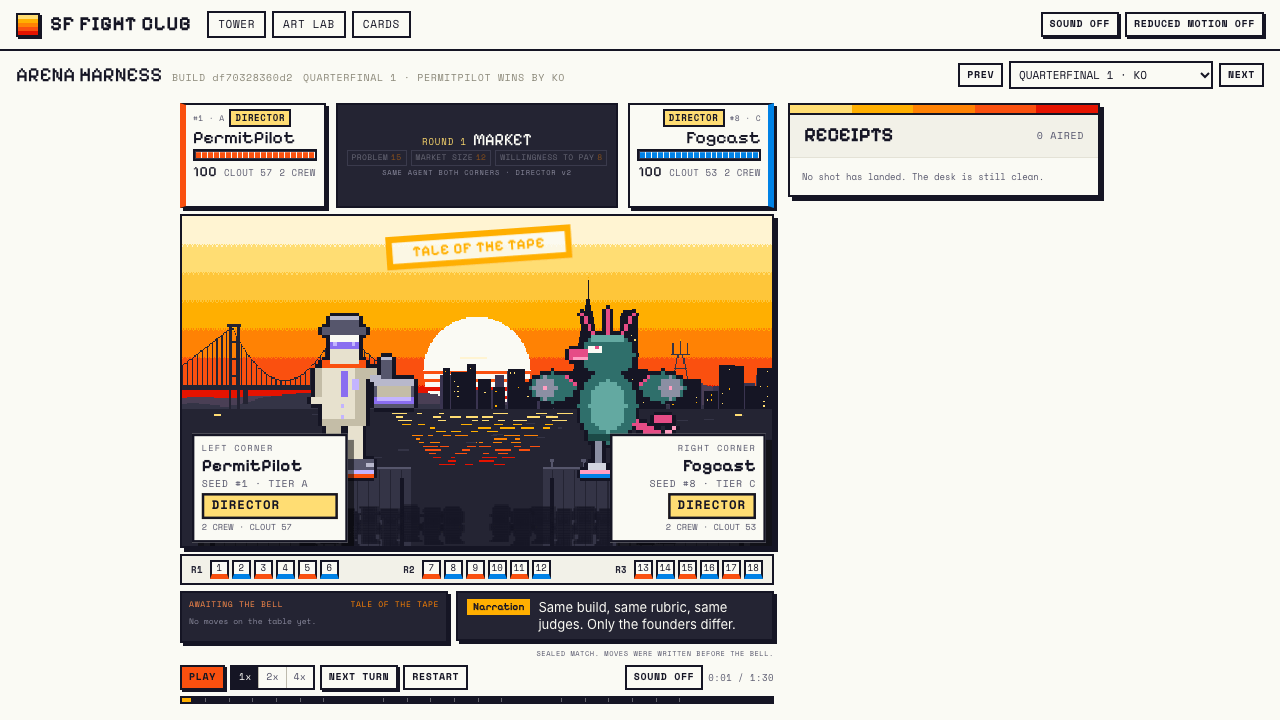 SF FIGHT CLUB
TOWER
ART LAB
CARDS
SOUND OFF
REDUCED MOTION OFF
ARENA HARNESS
BUILD df70328360d2 QUARTERFINAL 1 · PERMITPILOT WINS BY KO
PREV
QUARTERFINAL 1 · KO
NEXT
#1 · A DIRECTOR
PermitPilot
100 CLOUT 57 2 CREW
ROUND 1 MARKET
PROBLEM 15 MARKET SIZE 12 WILLINGNESS TO PAY 8
SAME AGENT BOTH CORNERS · DIRECTOR v2
DIRECTOR #8 · C
Fogcast
100 CLOUT 53 2 CREW
RECEIPTS
0 AIRED
No shot has landed. The desk is still clean.
TALE OF THE TAPE
LEFT CORNER
PermitPilot
SEED #1 · TIER A
DIRECTOR
2 CREW · CLOUT 57
RIGHT CORNER
Fogcast
SEED #8 · TIER C
DIRECTOR
2 CREW · CLOUT 53
R1 1 2 3 4 5 6 R2 7 8 9 10 11 12 R3 13 14 15 16 17 18
AWAITING THE BELL TALE OF THE TAPE
No moves on the table yet.
Narration
Same build, same rubric, same
judges. Only the founders differ.
SEALED MATCH. MOVES WERE WRITTEN BEFORE THE BELL.
PLAY 1x 2x 4x NEXT TURN RESTART SOUND OFF 0:01 / 1:30